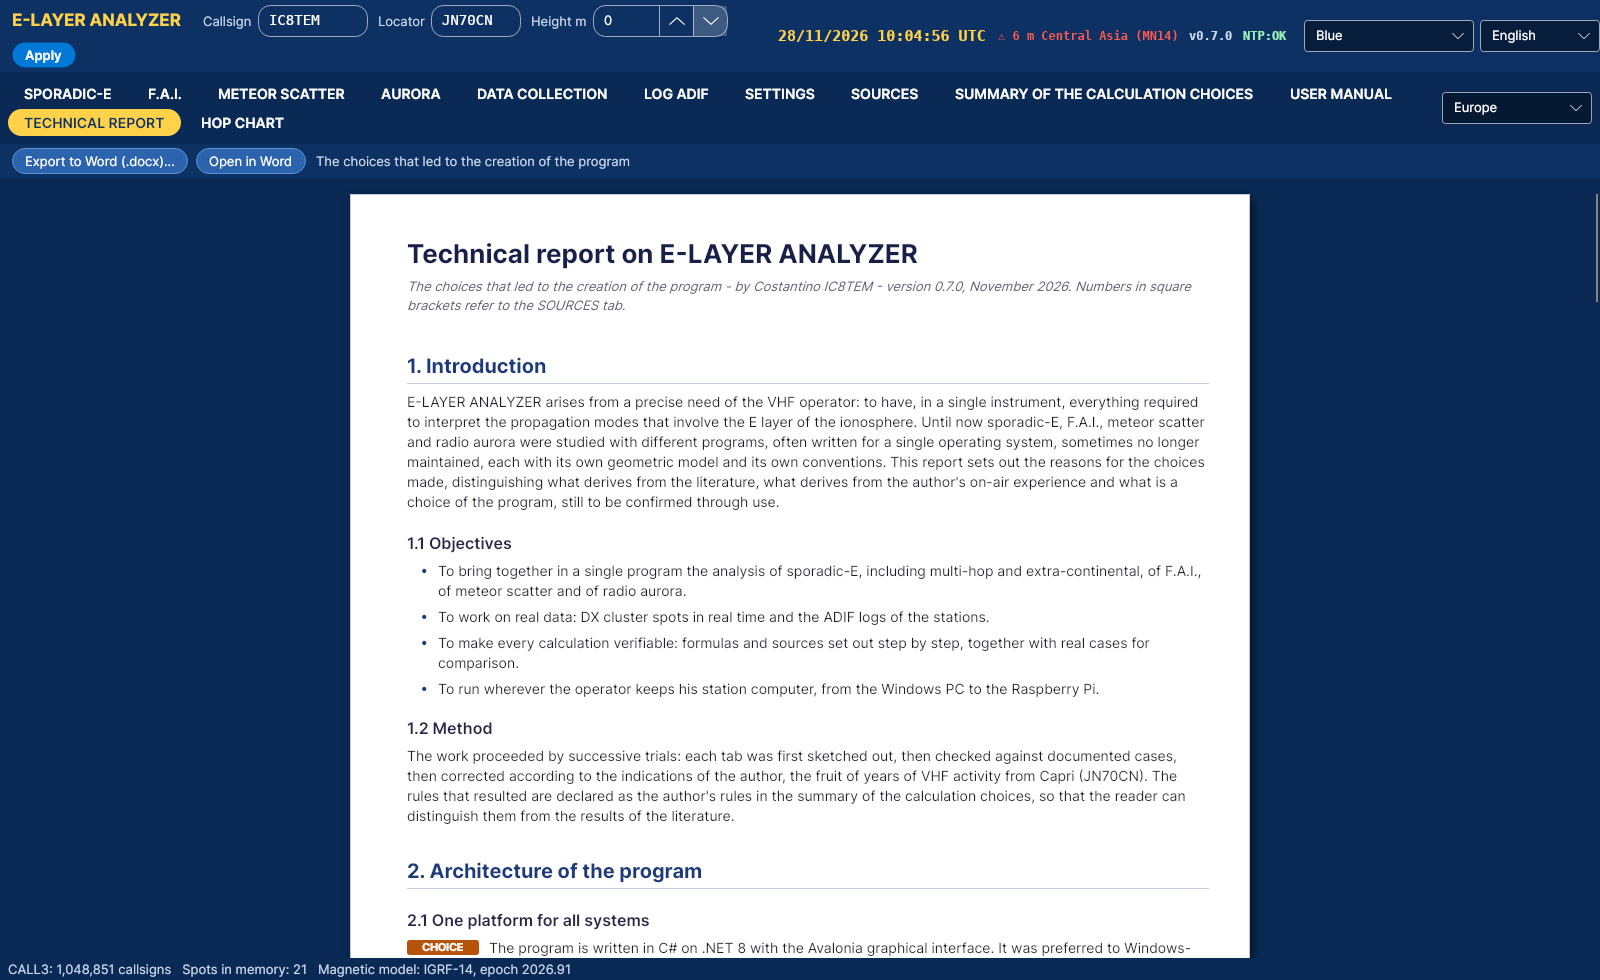 E-LAYER ANALYZER
Callsign IC8TEM Locator JN70CN Height m 0
28/11/2026 10:04:56 UTC ⚠ 6 m Central Asia (MN14) v0.7.0 NTP:OK Blue English
Apply
SPORADIC-E F.A.I. METEOR SCATTER AURORA DATA COLLECTION LOG ADIF SETTINGS SOURCES SUMMARY OF THE CALCULATION CHOICES USER MANUAL
TECHNICAL REPORT HOP CHART
Europe
Export to Word (.docx)... Open in Word The choices that led to the creation of the program
Technical report on E-LAYER ANALYZER
The choices that led to the creation of the program - by Costantino IC8TEM - version 0.7.0, November 2026. Numbers in square
brackets refer to the SOURCES tab.
1. Introduction
E-LAYER ANALYZER arises from a precise need of the VHF operator: to have, in a single instrument, everything required
to interpret the propagation modes that involve the E layer of the ionosphere. Until now sporadic-E, F.A.I., meteor scatter
and radio aurora were studied with different programs, often written for a single operating system, sometimes no longer
maintained, each with its own geometric model and its own conventions. This report sets out the reasons for the choices
made, distinguishing what derives from the literature, what derives from the author's on-air experience and what is a
choice of the program, still to be confirmed through use.
1.1 Objectives
• To bring together in a single program the analysis of sporadic-E, including multi-hop and extra-continental, of F.A.I.,
of meteor scatter and of radio aurora.
• To work on real data: DX cluster spots in real time and the ADIF logs of the stations.
• To make every calculation verifiable: formulas and sources set out step by step, together with real cases for
comparison.
• To run wherever the operator keeps his station computer, from the Windows PC to the Raspberry Pi.
1.2 Method
The work proceeded by successive trials: each tab was first sketched out, then checked against documented cases,
then corrected according to the indications of the author, the fruit of years of VHF activity from Capri (JN70CN). The
rules that resulted are declared as the author's rules in the summary of the calculation choices, so that the reader can
distinguish them from the results of the literature.
2. Architecture of the program
2.1 One platform for all systems
CHOICE The program is written in C# on .NET 8 with the Avalonia graphical interface. It was preferred to Windows-
CALL3: 1,048,851 callsigns Spots in memory: 21 Magnetic model: IGRF-14, epoch 2026.91